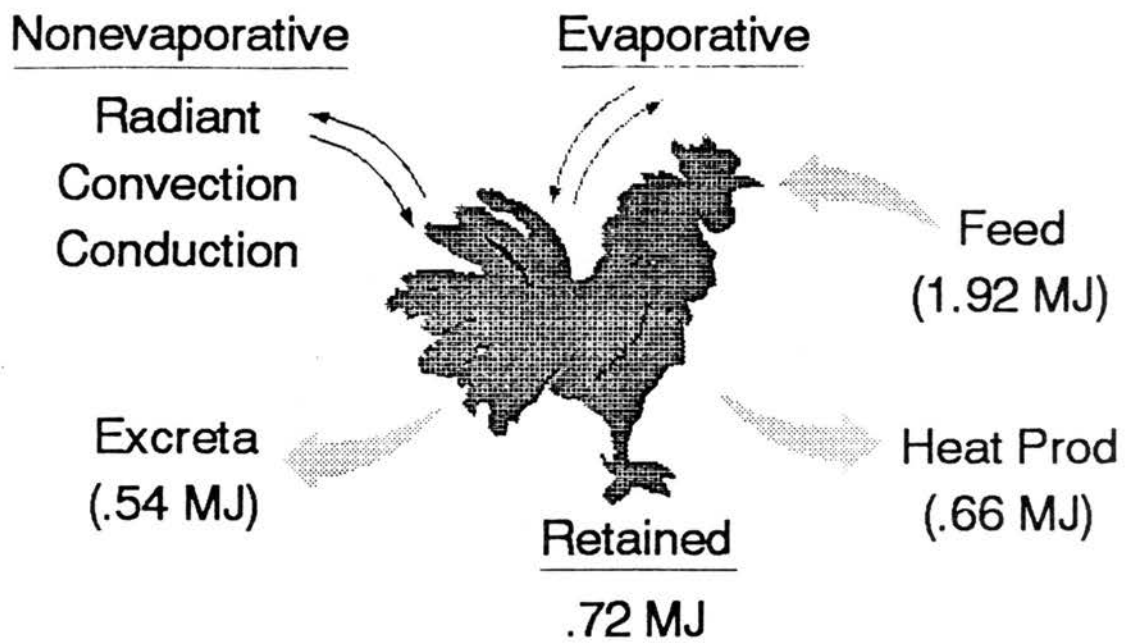 Nonevaporative
Radiant
Convection
Conduction
Evaporative
Feed
(1.92 MJ)
Excreta
(.54 MJ)
Heat Prod
(.66 MJ)
Retained
.72 MJ